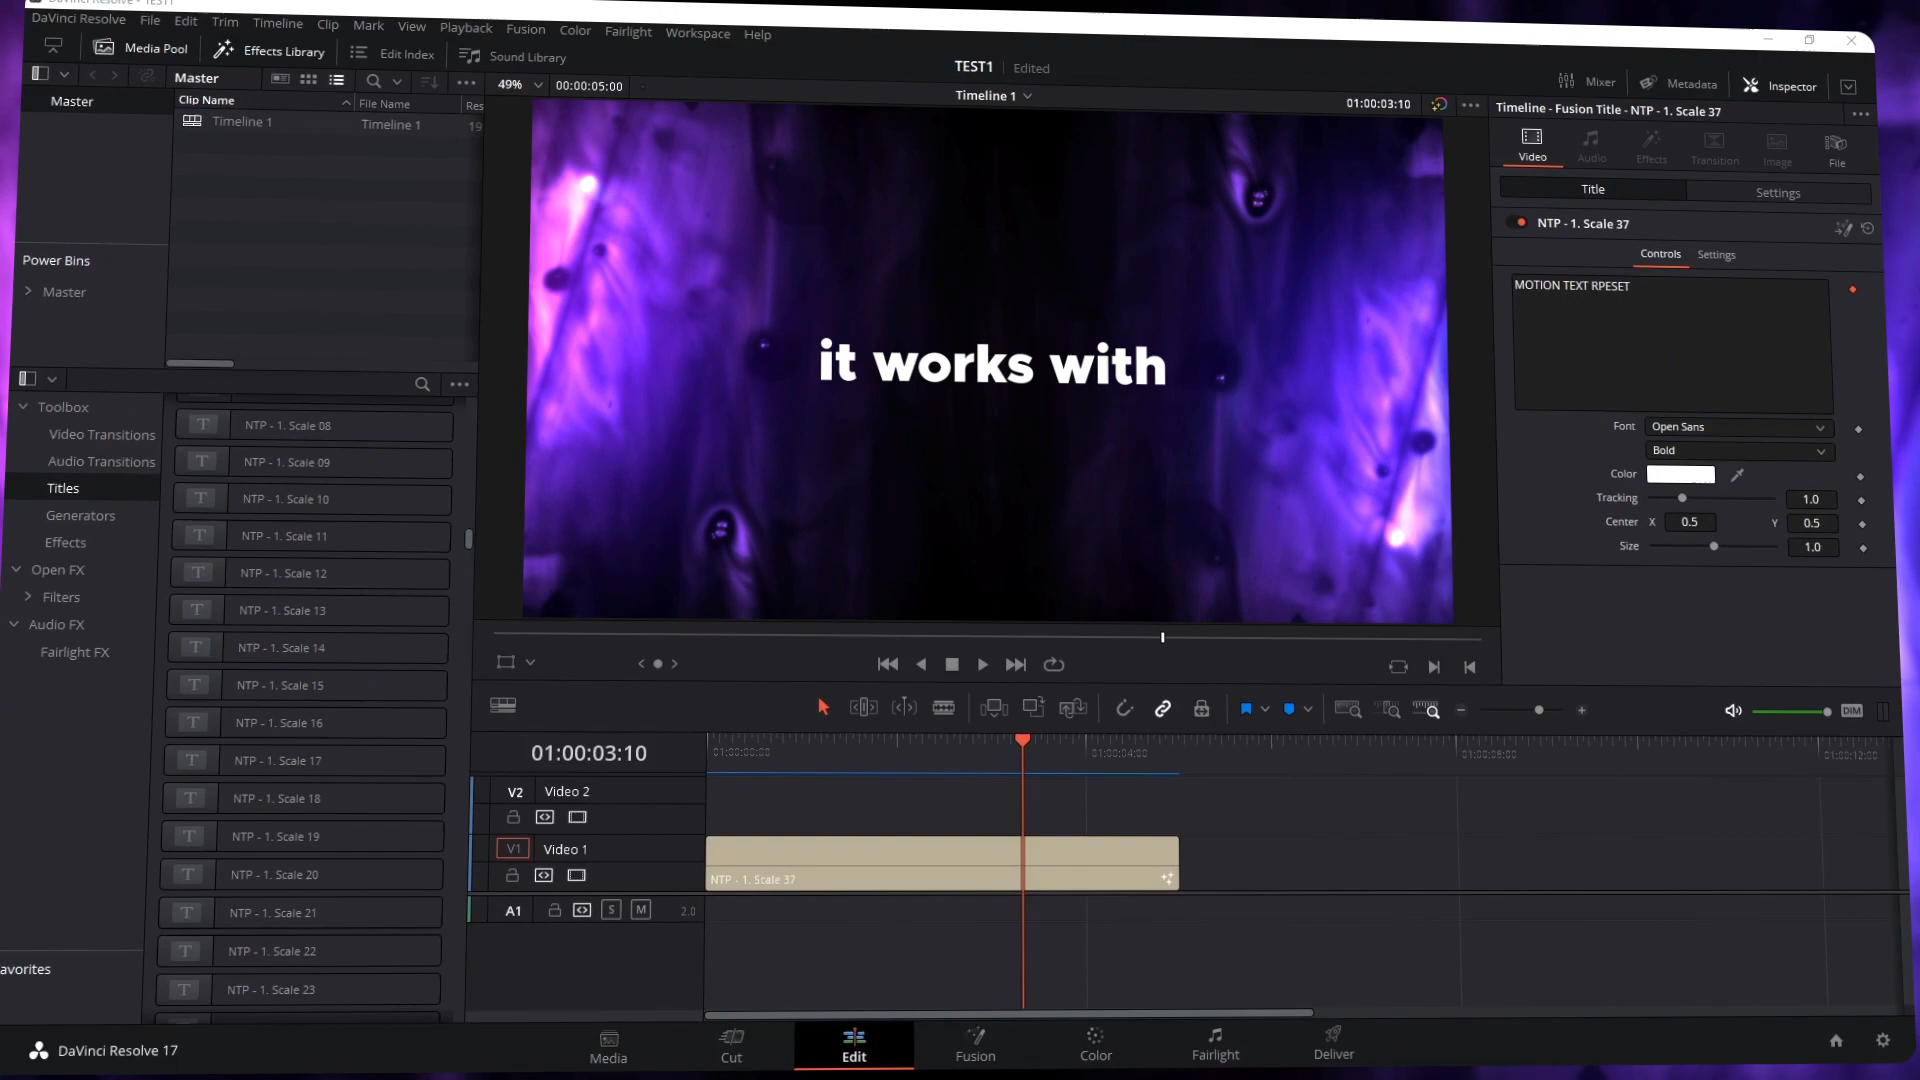 DaVinci Resolve File Edit Trim Timeline Clip Mark View Playback Fusion Color Fairlight Workspace Help
Media Pool Effects Library Edit Index Sound Library
TEST1 Edited
Mixer Metadata Inspector
Master
49% 00:00:05:00
Timeline 1
01:00:03:10
Timeline - Fusion Title - NTP - 1. Scale 37
Master
Clip Name File Name Res
Timeline 1 Timeline 1 19
Power Bins
Master
Video Audio Effects Transition Image File
Title Settings
NTP - 1. Scale 37
Controls Settings
MOTION TEXT RPESET
Font Open Sans
Bold
Color
Tracking 1.0
Center X 0.5 Y 0.5
Size 1.0
it works with
Toolbox
Video Transitions
Audio Transitions
Titles
Generators
Effects
Open FX
Filters
Audio FX
Fairlight FX
avorites
T NTP - 1. Scale 08
T NTP - 1. Scale 09
T NTP - 1. Scale 10
T NTP - 1. Scale 11
T NTP - 1. Scale 12
T NTP - 1. Scale 13
T NTP - 1. Scale 14
T NTP - 1. Scale 15
T NTP - 1. Scale 16
T NTP - 1. Scale 17
T NTP - 1. Scale 18
T NTP - 1. Scale 19
T NTP - 1. Scale 20
T NTP - 1. Scale 21
T NTP - 1. Scale 22
T NTP - 1. Scale 23
DIM
01:00:03:10
01:00:00:00 01:00:04:00 01:00:08:00 01:00:12:00
V2 Video 2
V1 Video 1
NTP - 1. Scale 37
A1 S M 2.0
DaVinci Resolve 17
Media Cut Edit Fusion Color Fairlight Deliver